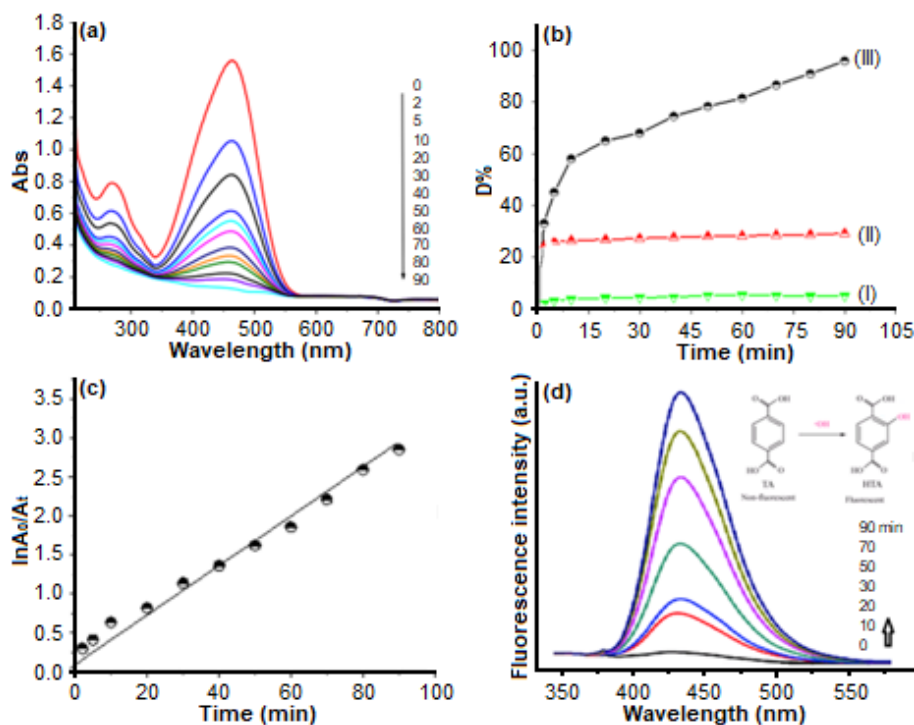 (a)
1.8
1.6
1.4
1.2
1.0
0.8
0.6
0.4
0.2
0.0
Abs
0
2
5
10
20
30
40
50
60
70
80
90
300 400 500 600 700 800
Wavelength (nm)
(b)
100
80
60
40
20
0
D%
(III)
(II)
(I)
0 15 30 45 60 75 90 105
Time (min)
(c)
3.5
3.0
2.5
2.0
1.5
1.0
0.5
0.0
lnA0/At
0 20 40 60 80 100
Time (min)
(d)
Fluorescence intensity (a.u.)
O OH
HO O
TA
Non-fluorescent
·OH
O OH
OH
HO O
HTA
Fluorescent
90 min
70
50
30
20
10
0
350 400 450 500 550
Wavelength (nm)